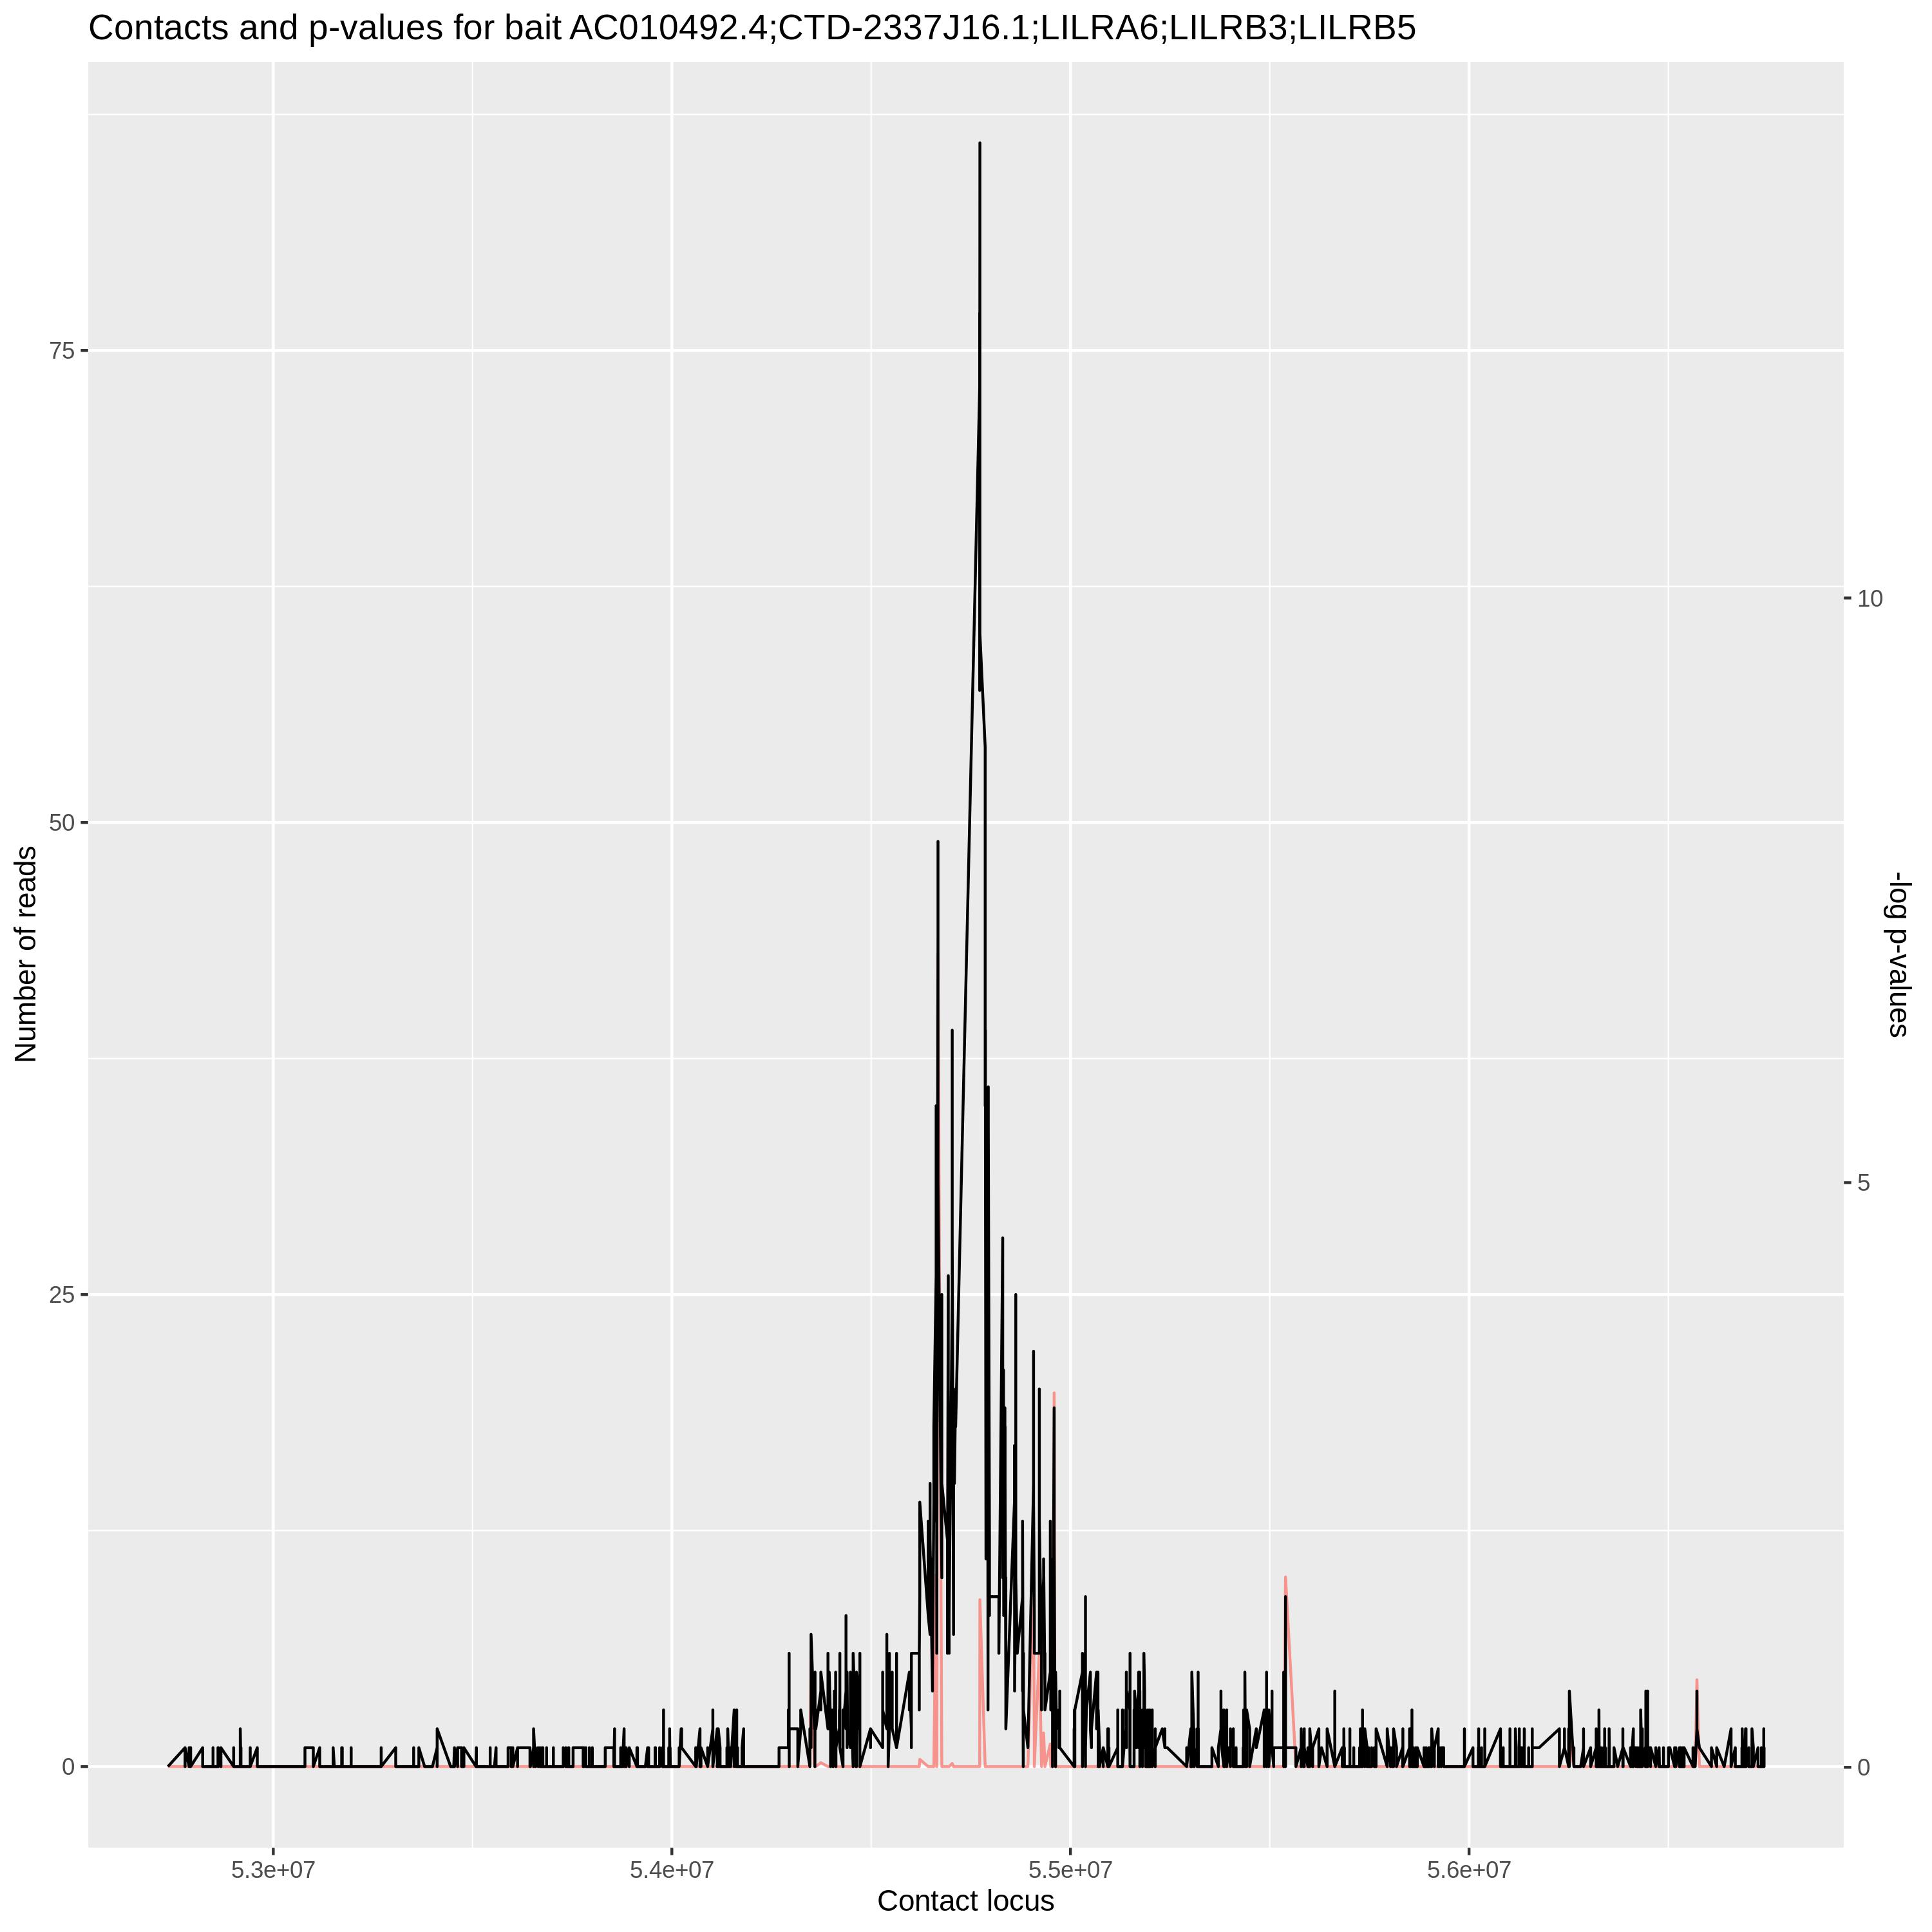 Contacts and p-values for bait AC010492.4;CTD-2337J16.1;LILRA6;LILRB3;LILRB5
75
50
25
0
Number of reads
10
5
0
-log p-values
5.3e+07 5.4e+07 5.5e+07 5.6e+07
Contact locus